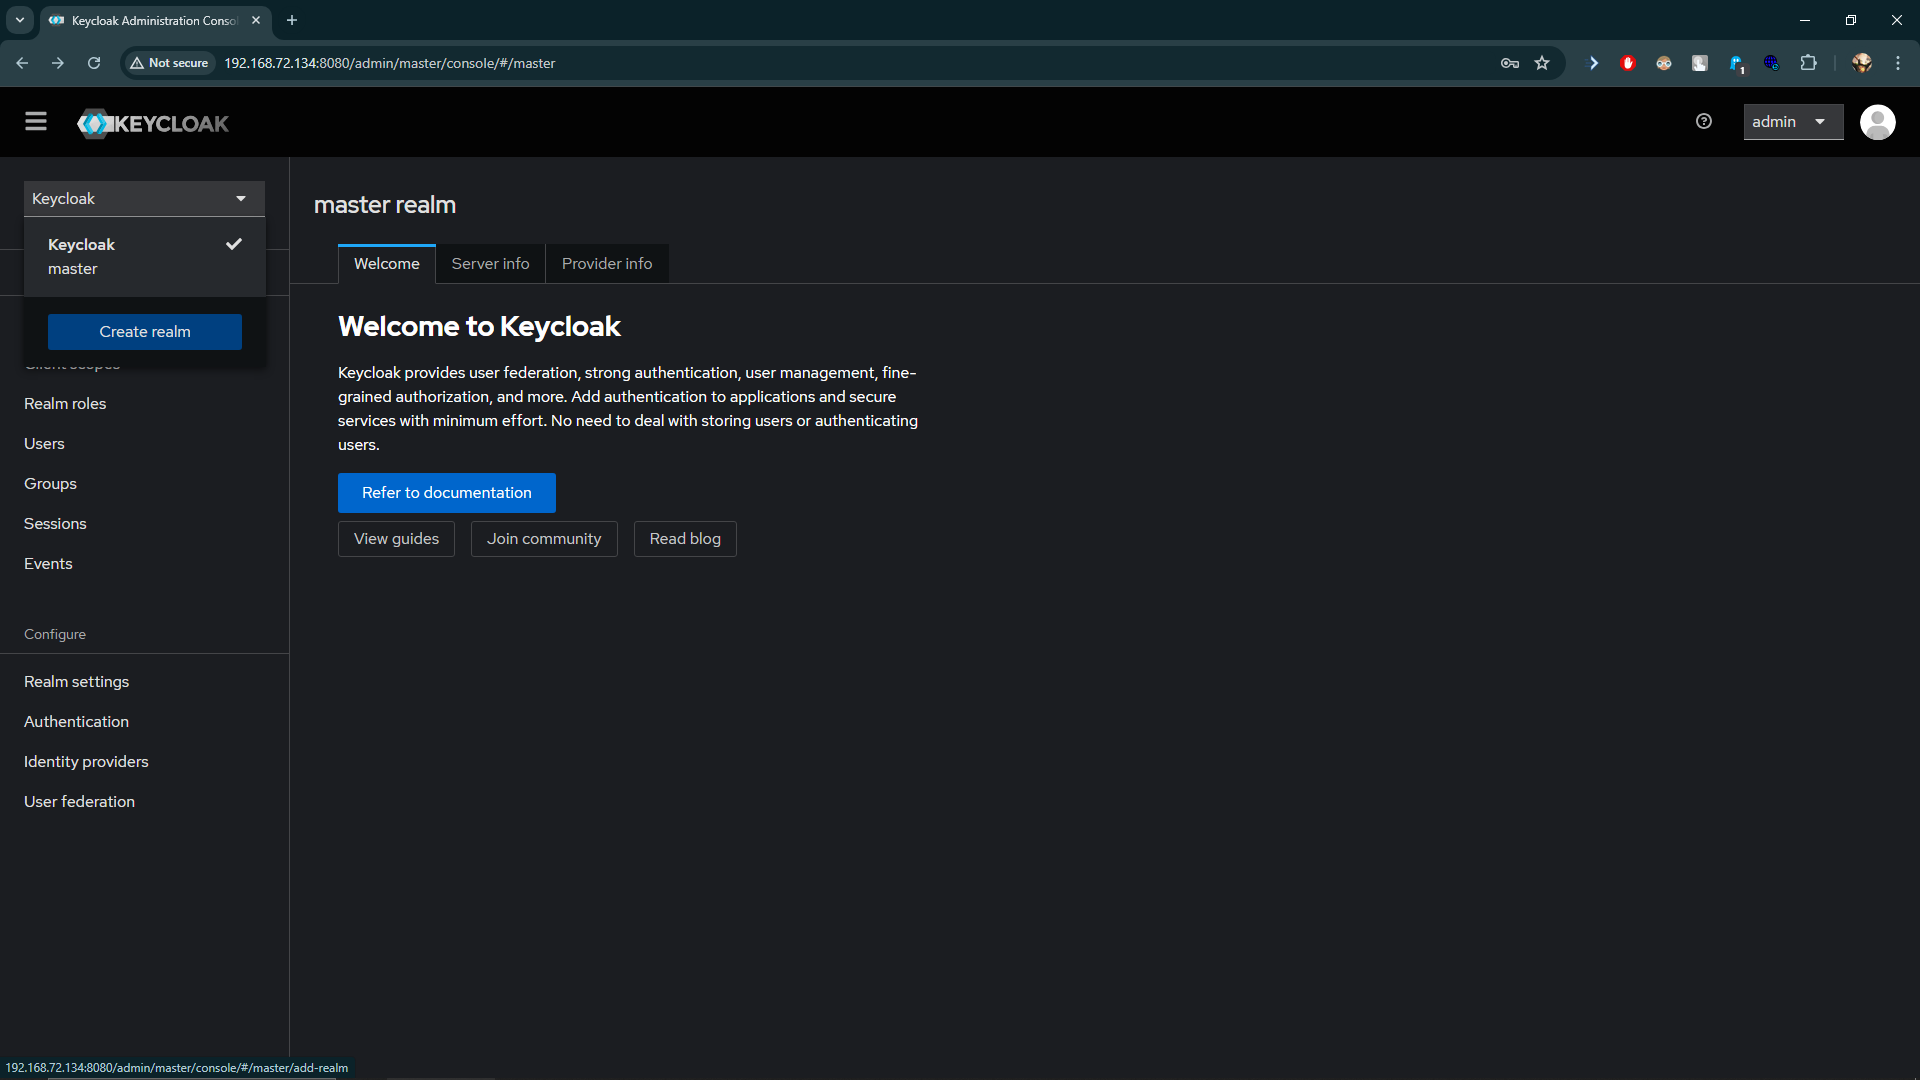 Keycloak Administration Consol
Not secure
192.168.72.134:8080/admin/master/console/#/master
1
KEYCLOAK
admin
Keycloak
Keycloak
master
Create realm
Client scopes
Realm roles
Users
Groups
Sessions
Events
Configure
Realm settings
Authentication
Identity providers
User federation
master realm
Welcome
Server info
Provider info
Welcome to Keycloak
Keycloak provides user federation, strong authentication, user management, fine-
grained authorization, and more. Add authentication to applications and secure
services with minimum effort. No need to deal with storing users or authenticating
users.
Refer to documentation
View guides
Join community
Read blog
192.168.72.134:8080/admin/master/console/#/master/add-realm